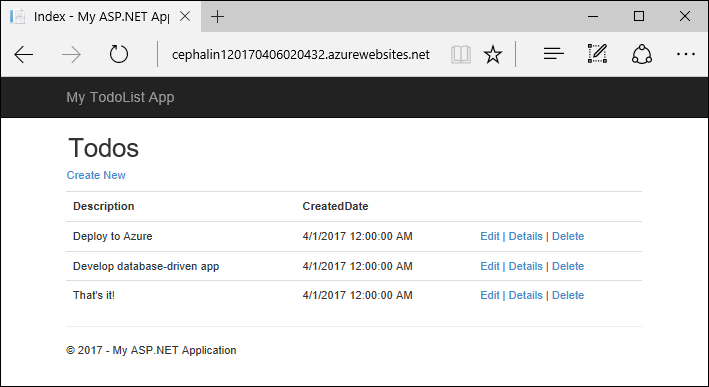 Index - My ASP.NET Ap
cephalin120170406020432.azurewebsites.net
My TodoList App
Todos
Create New
Description CreatedDate
Deploy to Azure 4/1/2017 12:00:00 AM Edit | Details | Delete
Develop database-driven app 4/1/2017 12:00:00 AM Edit | Details | Delete
That's it! 4/1/2017 12:00:00 AM Edit | Details | Delete
© 2017 - My ASP.NET Application